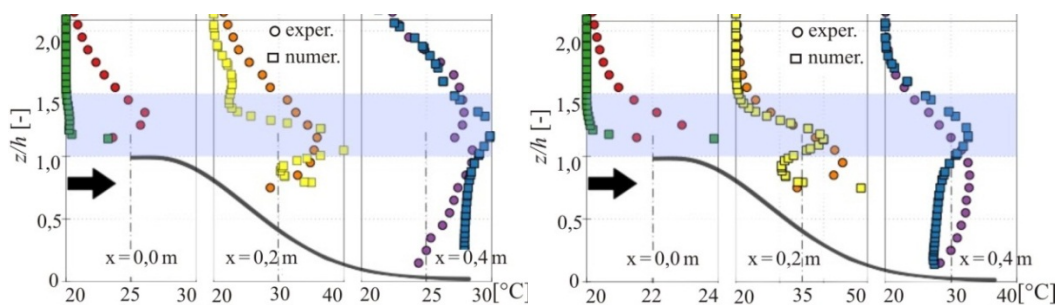 2,0
1,5
1,0
0,5
0
z/h [-]
exper.
numer.
x = 0,0 m
x = 0,2 m
x = 0,4 m
20 25 30 20 30 40 20 25 30 [°C]
2,0
1,5
1,0
0,5
0
z/h [-]
exper.
numer.
x = 0,0 m
x = 0,2 m
x = 0,4 m
20 22 24 20 35 50 20 30 40 [°C]